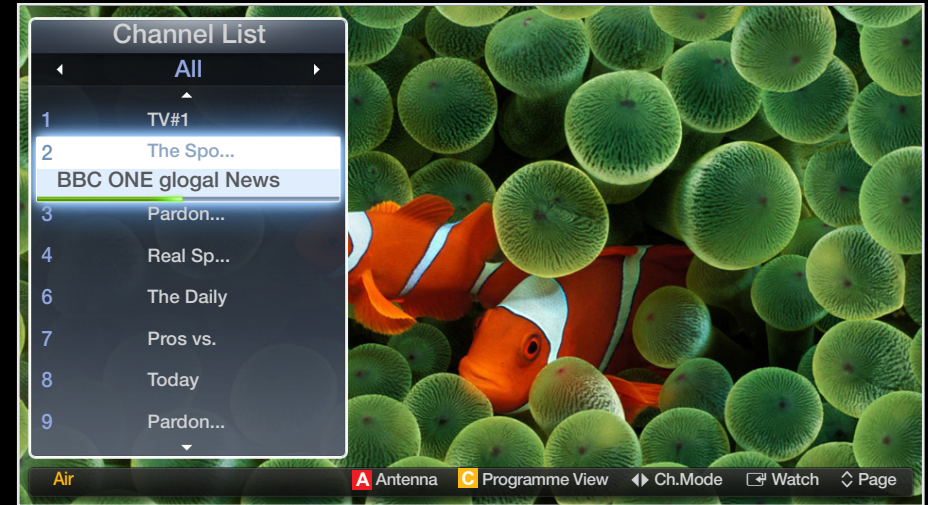 Channel List
All
1 TV#1
2 The Spo...
BBC ONE glogal News
3 Pardon...
4 Real Sp...
6 The Daily
7 Pros vs.
8 Today
9 Pardon...
Air A Antenna C Programme View Ch.Mode Watch Page